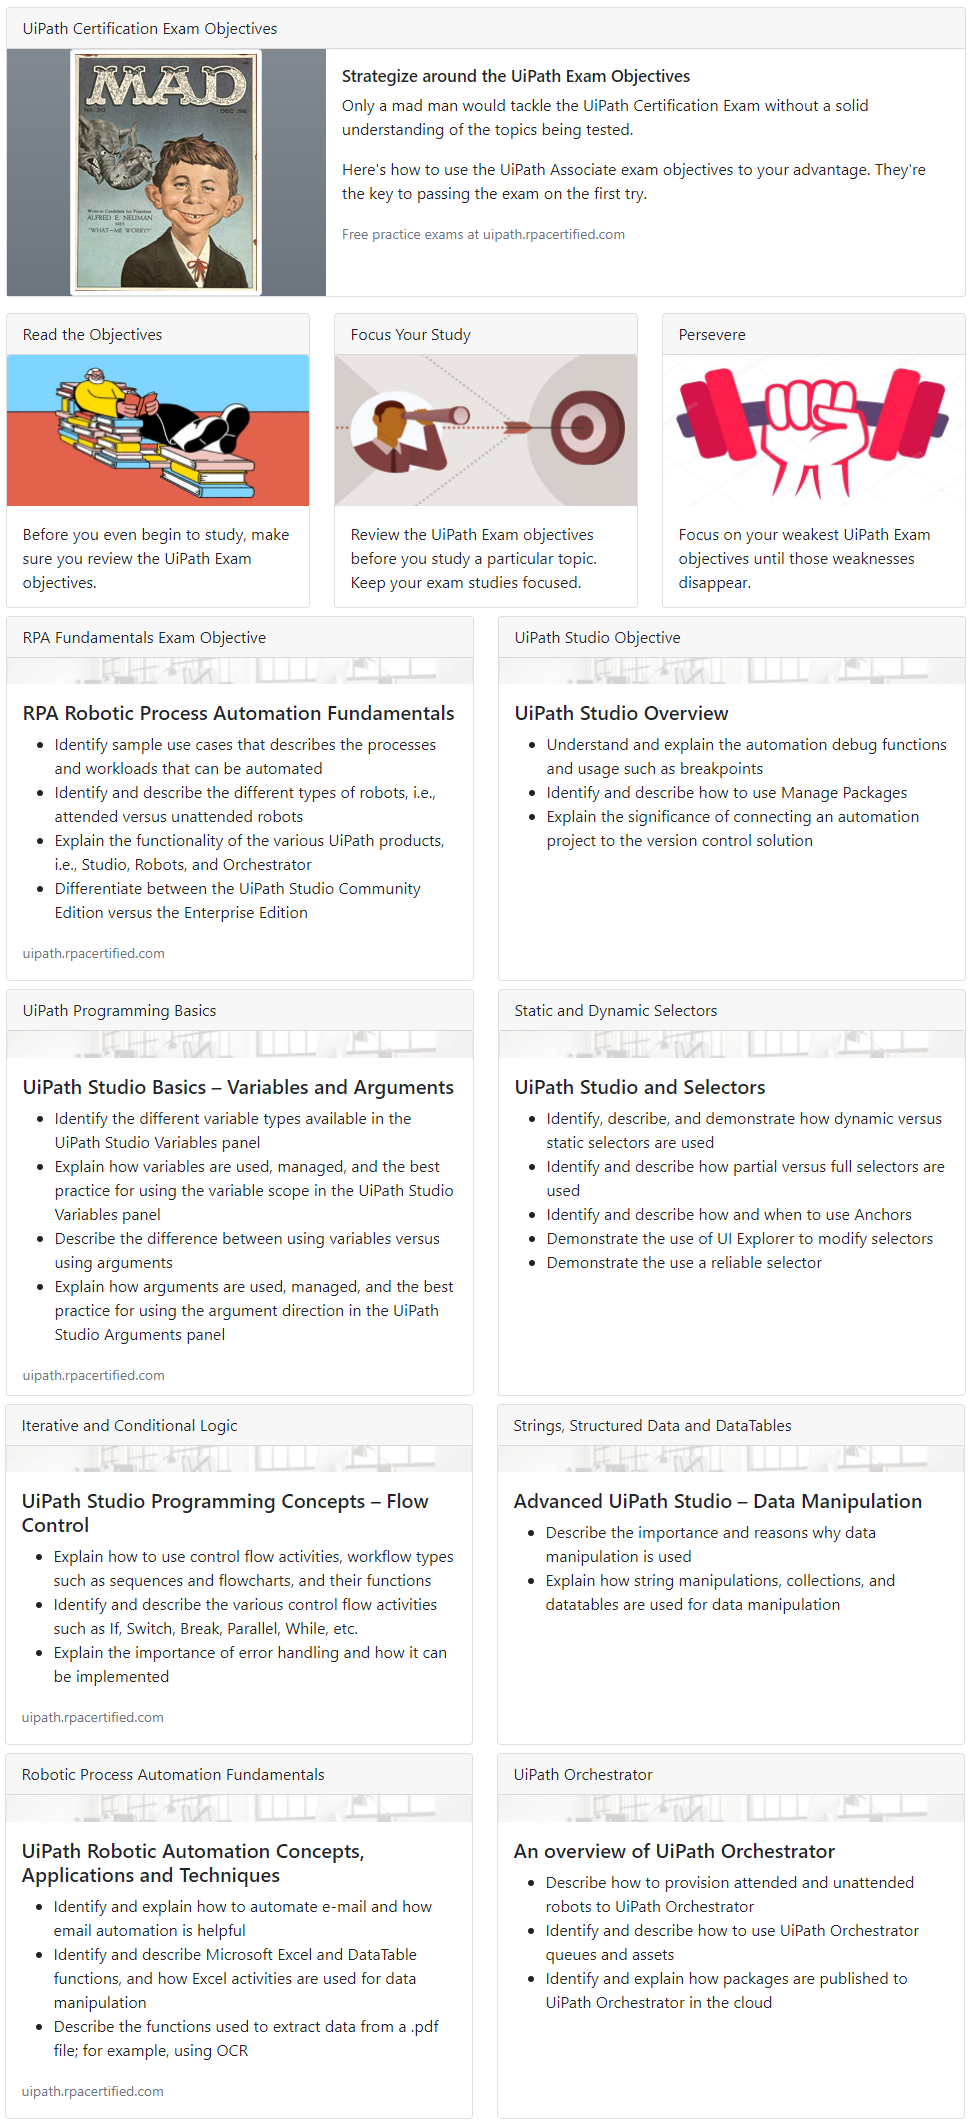 UiPath Certification Exam Objectives
MAD
No. 30
DEC. '56
Write-in Candidate for President
ALFRED E. NEUMAN
says
"WHAT—ME WORRY?"
Strategize around the UiPath Exam Objectives
Only a mad man would tackle the UiPath Certification Exam without a solid
understanding of the topics being tested.
Here's how to use the UiPath Associate exam objectives to your advantage. They're
the key to passing the exam on the first try.
Free practice exams at uipath.rpacertified.com
Read the Objectives
Before you even begin to study, make
sure you review the UiPath Exam
objectives.
Focus Your Study
Review the UiPath Exam objectives
before you study a particular topic.
Keep your exam studies focused.
Persevere
Focus on your weakest UiPath Exam
objectives until those weaknesses
disappear.
RPA Fundamentals Exam Objective
RPA Robotic Process Automation Fundamentals
• Identify sample use cases that describes the processes
and workloads that can be automated
• Identify and describe the different types of robots, i.e.,
attended versus unattended robots
• Explain the functionality of the various UiPath products,
i.e., Studio, Robots, and Orchestrator
• Differentiate between the UiPath Studio Community
Edition versus the Enterprise Edition
uipath.rpacertified.com
UiPath Studio Objective
UiPath Studio Overview
• Understand and explain the automation debug functions
and usage such as breakpoints
• Identify and describe how to use Manage Packages
• Explain the significance of connecting an automation
project to the version control solution
UiPath Programming Basics
UiPath Studio Basics – Variables and Arguments
• Identify the different variable types available in the
UiPath Studio Variables panel
• Explain how variables are used, managed, and the best
practice for using the variable scope in the UiPath Studio
Variables panel
• Describe the difference between using variables versus
using arguments
• Explain how arguments are used, managed, and the best
practice for using the argument direction in the UiPath
Studio Arguments panel
uipath.rpacertified.com
Static and Dynamic Selectors
UiPath Studio and Selectors
• Identify, describe, and demonstrate how dynamic versus
static selectors are used
• Identify and describe how partial versus full selectors are
used
• Identify and describe how and when to use Anchors
• Demonstrate the use of UI Explorer to modify selectors
• Demonstrate the use a reliable selector
Iterative and Conditional Logic
UiPath Studio Programming Concepts – Flow
Control
• Explain how to use control flow activities, workflow types
such as sequences and flowcharts, and their functions
• Identify and describe the various control flow activities
such as If, Switch, Break, Parallel, While, etc.
• Explain the importance of error handling and how it can
be implemented
uipath.rpacertified.com
Strings, Structured Data and DataTables
Advanced UiPath Studio – Data Manipulation
• Describe the importance and reasons why data
manipulation is used
• Explain how string manipulations, collections, and
datatables are used for data manipulation
Robotic Process Automation Fundamentals
UiPath Robotic Automation Concepts,
Applications and Techniques
• Identify and explain how to automate e-mail and how
email automation is helpful
• Identify and describe Microsoft Excel and DataTable
functions, and how Excel activities are used for data
manipulation
• Describe the functions used to extract data from a .pdf
file; for example, using OCR
uipath.rpacertified.com
UiPath Orchestrator
An overview of UiPath Orchestrator
• Describe how to provision attended and unattended
robots to UiPath Orchestrator
• Identify and describe how to use UiPath Orchestrator
queues and assets
• Identify and explain how packages are published to
UiPath Orchestrator in the cloud